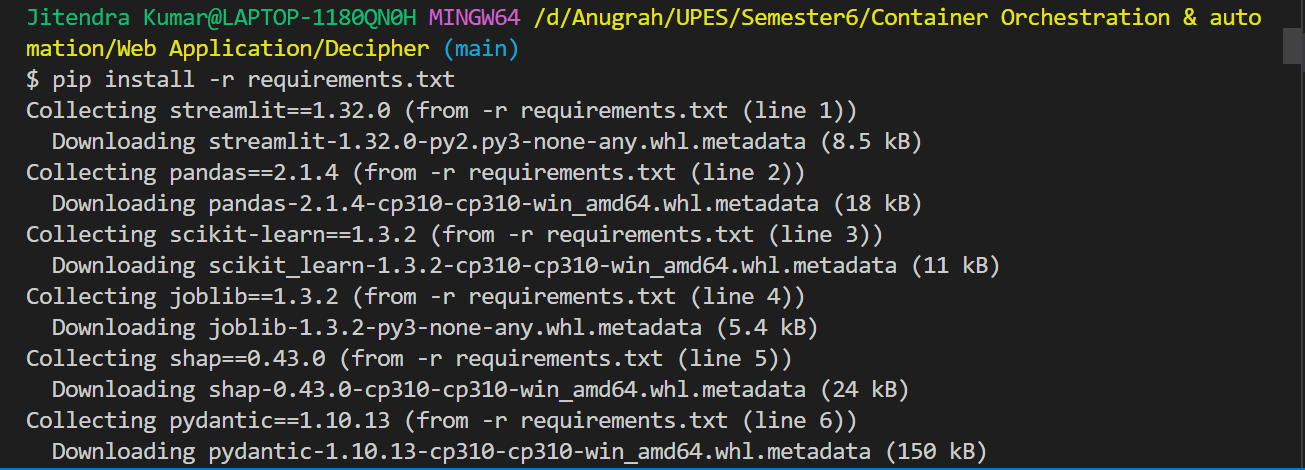 Jitendra Kumar@LAPTOP-1180QN0H MINGW64 /d/Anugrah/UPES/Semester6/Container Orchestration & auto
mation/Web Application/Decipher (main)
$ pip install -r requirements.txt
Collecting streamlit==1.32.0 (from -r requirements.txt (line 1))
  Downloading streamlit-1.32.0-py2.py3-none-any.whl.metadata (8.5 kB)
Collecting pandas==2.1.4 (from -r requirements.txt (line 2))
  Downloading pandas-2.1.4-cp310-cp310-win_amd64.whl.metadata (18 kB)
Collecting scikit-learn==1.3.2 (from -r requirements.txt (line 3))
  Downloading scikit_learn-1.3.2-cp310-cp310-win_amd64.whl.metadata (11 kB)
Collecting joblib==1.3.2 (from -r requirements.txt (line 4))
  Downloading joblib-1.3.2-py3-none-any.whl.metadata (5.4 kB)
Collecting shap==0.43.0 (from -r requirements.txt (line 5))
  Downloading shap-0.43.0-cp310-cp310-win_amd64.whl.metadata (24 kB)
Collecting pydantic==1.10.13 (from -r requirements.txt (line 6))
  Downloading pydantic-1.10.13-cp310-cp310-win_amd64.whl.metadata (150 kB)